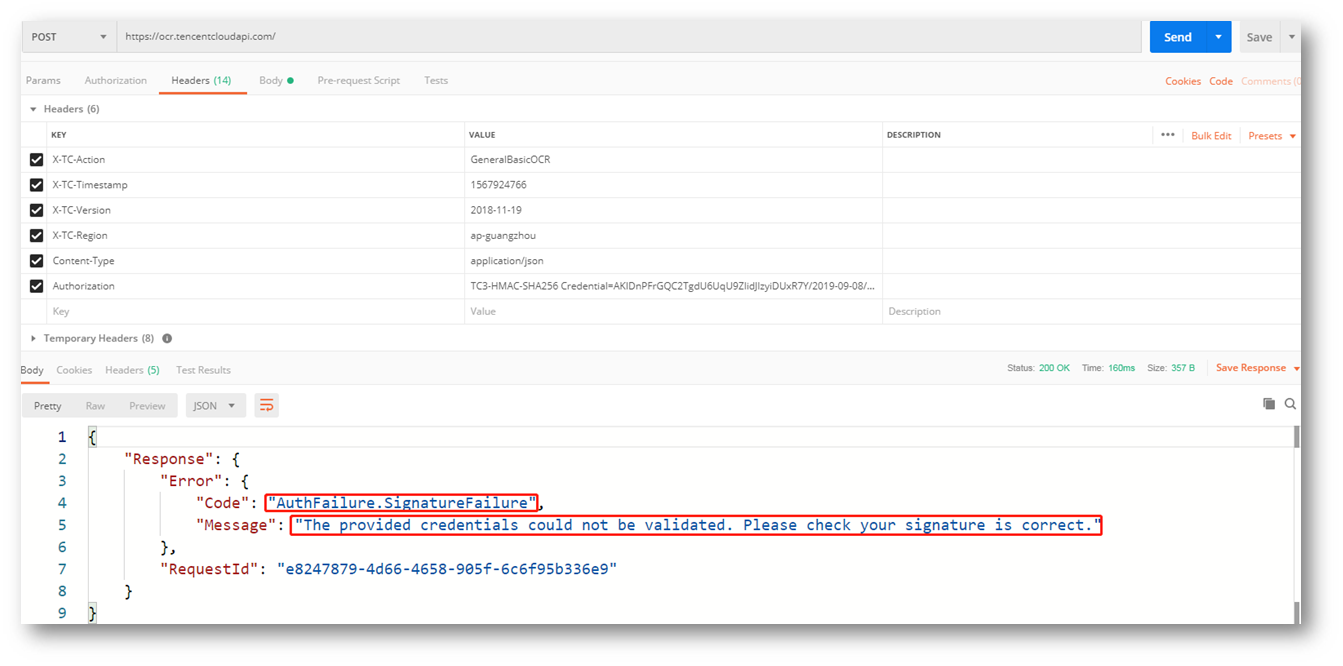 POST https://ocr.tencentcloudapi.com/ Send Save
Params Authorization Headers (14) Body Pre-request Script Tests Cookies Code Comments (0
Headers (6)
KEY VALUE DESCRIPTION ••• Bulk Edit Presets
X-TC-Action GeneralBasicOCR
X-TC-Timestamp 1567924766
X-TC-Version 2018-11-19
X-TC-Region ap-guangzhou
Content-Type application/json
Authorization TC3-HMAC-SHA256 Credential=AKIDnPFrGQC2TgdU6UqU9ZlidJlzyiDUxR7Y/2019-09-08/...
Key Value Description
Temporary Headers (8)
Body Cookies Headers (5) Test Results Status: 200 OK Time: 160ms Size: 357 B Save Response
Pretty Raw Preview JSON
1 {
2 "Response": {
3 "Error": {
4 "Code": "AuthFailure.SignatureFailure",
5 "Message": "The provided credentials could not be validated. Please check your signature is correct."
6 },
7 "RequestId": "e8247879-4d66-4658-905f-6c6f95b336e9"
8 }
9 }